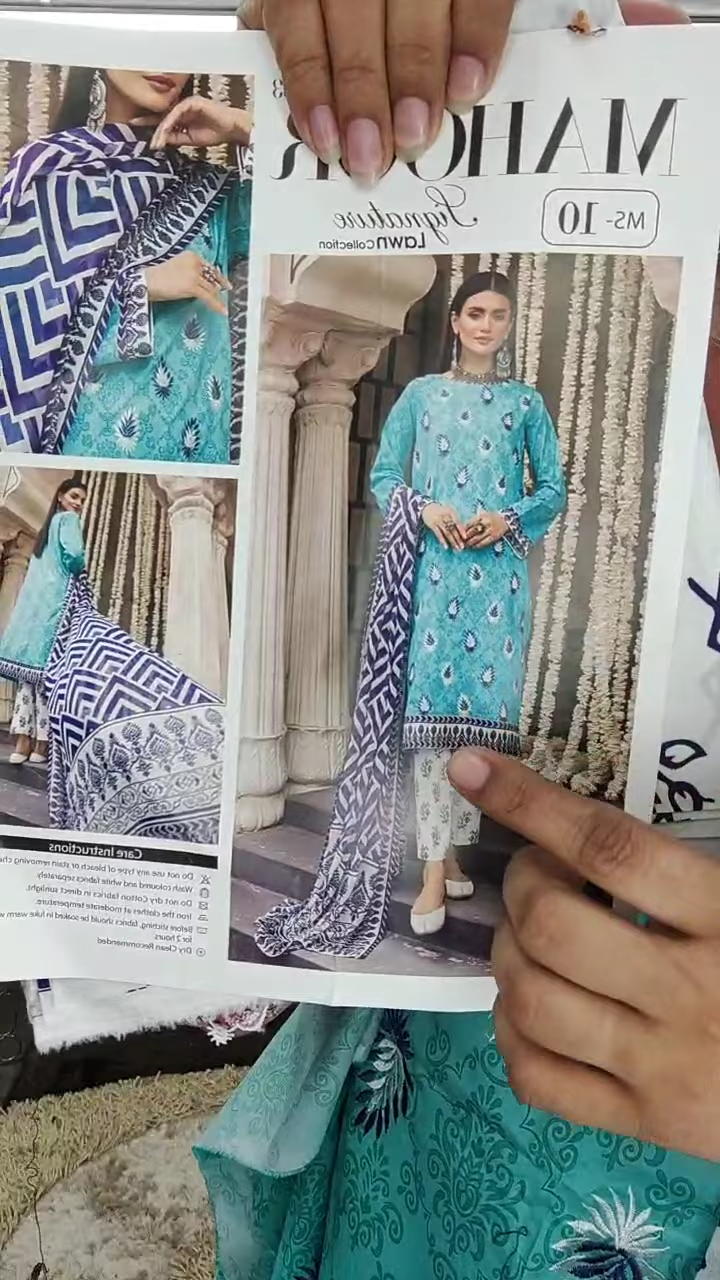 MAHOOR
MS-10
Signature
Lawn Collection
Care Instructions
Do not use any type of bleach or stain removing
Wash coloured and white fabrics separately.
Do not dry Cotton fabrics in direct sunlight.
Iron the clothes at moderate temperature.
Before stitching, fabrics should be soaked in luke warm
for 2 hours
Dry Clean Recommended